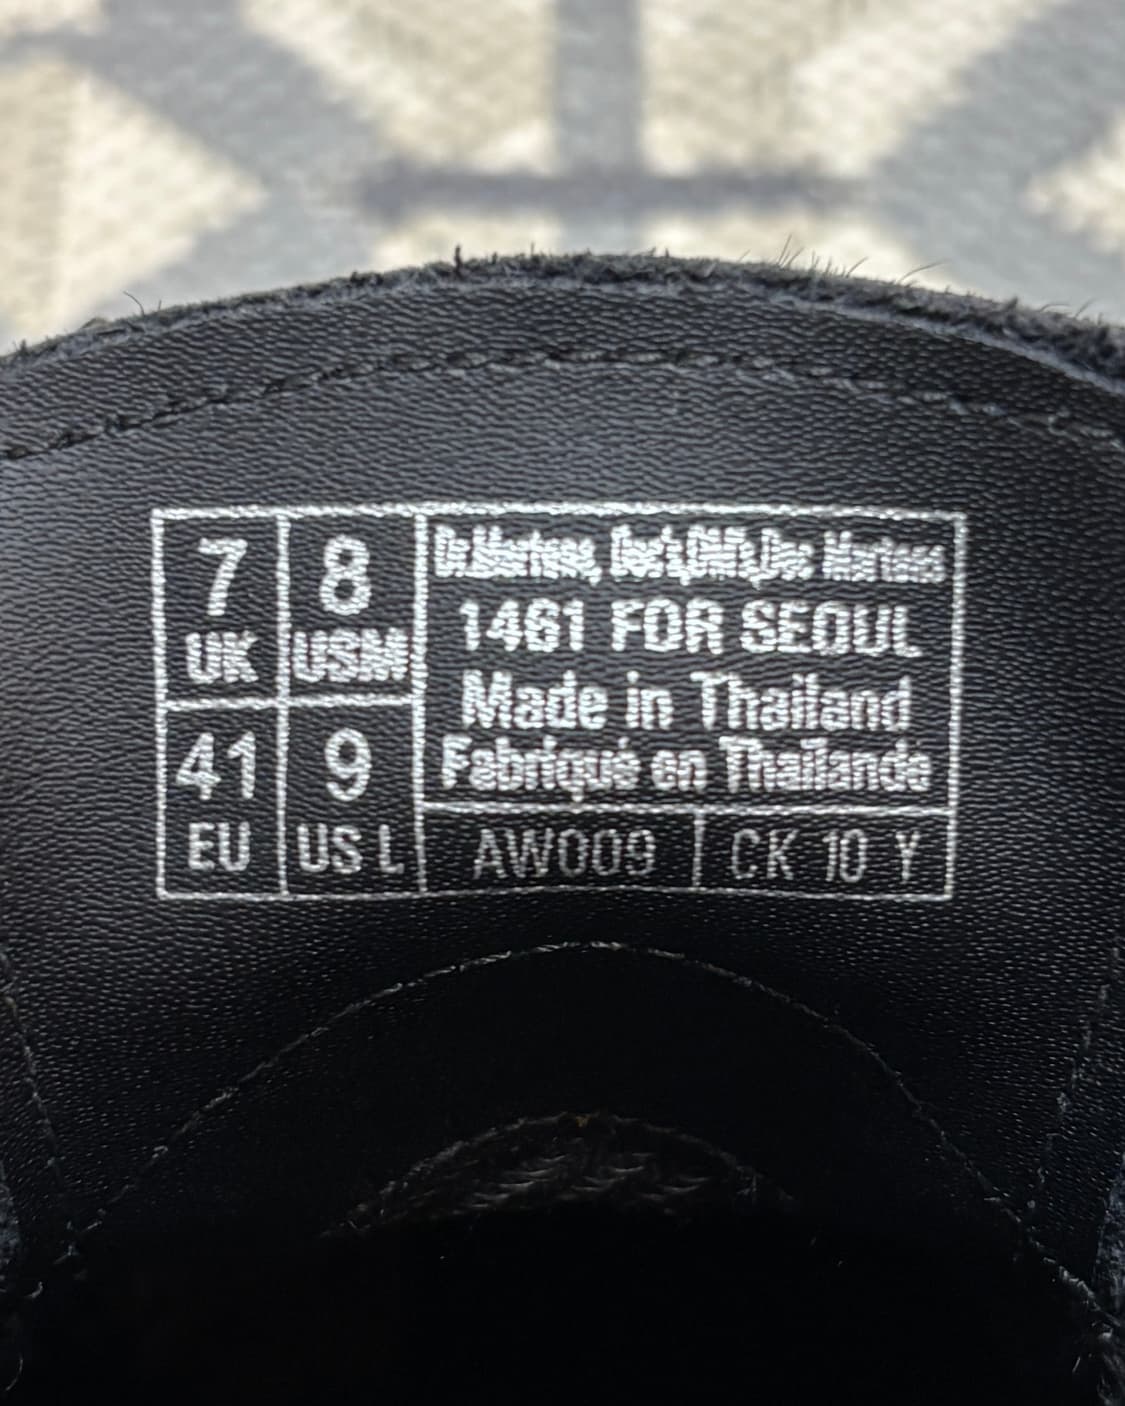 7 UK
8 USM
41 EU
9 US L
Dr.Martens, Doc's,DM's,Doc Martens
1461 FOR SEOUL
Made in Thailand
Fabriqué en Thaïlande
AW009 CK 10 Y